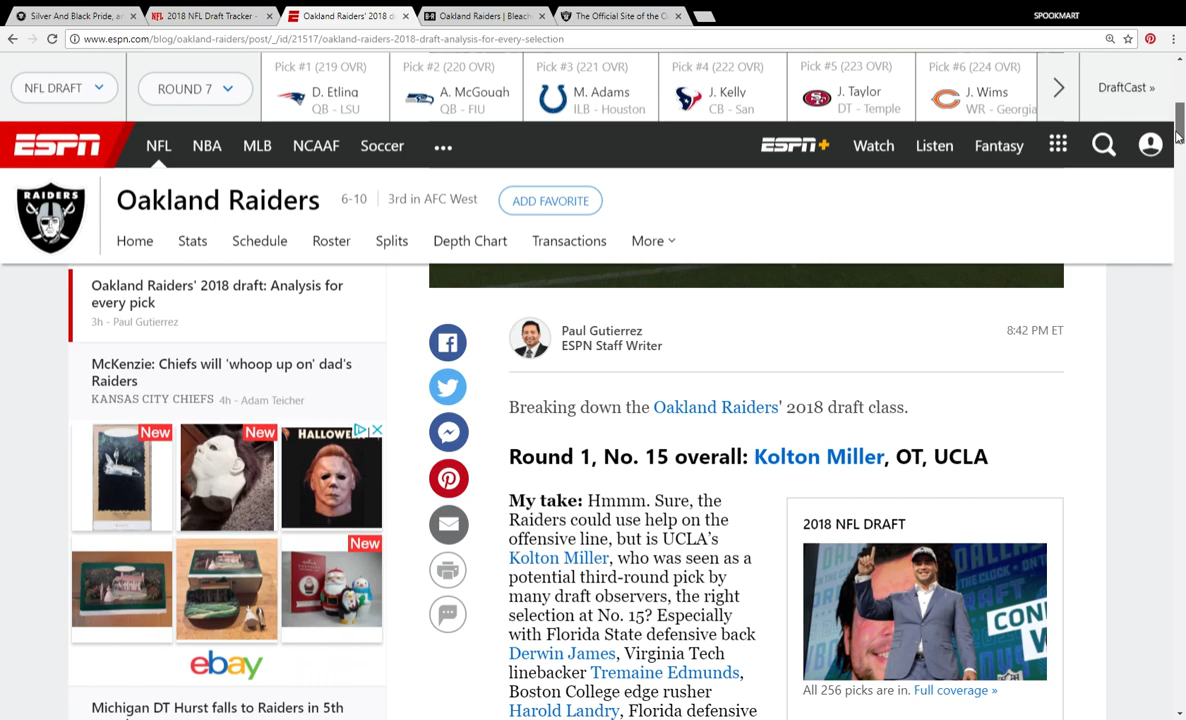 Silver And Black Pride, a
2018 NFL Draft Tracker -
Oakland Raiders' 2018 d
Oakland Raiders | Bleach
The Official Site of the O
SPOOKMART
www.espn.com/blog/oakland-raiders/post/_/id/21517/oakland-raiders-2018-draft-analysis-for-every-selection
NFL DRAFT
ROUND 7
Pick #1 (219 OVR)
D. Etling
QB - LSU
Pick #2 (220 OVR)
A. McGough
QB - FIU
Pick #3 (221 OVR)
M. Adams
ILB - Houston
Pick #4 (222 OVR)
J. Kelly
CB - San
Pick #5 (223 OVR)
J. Taylor
DT - Temple
Pick #6 (224 OVR)
J. Wims
WR - Georgia
DraftCast »
ESPN NFL NBA MLB NCAAF Soccer ••• ESPN+ Watch Listen Fantasy
RAIDERS
Oakland Raiders 6-10 3rd in AFC West ADD FAVORITE
Home Stats Schedule Roster Splits Depth Chart Transactions More
Oakland Raiders' 2018 draft: Analysis for
every pick
3h - Paul Gutierrez
McKenzie: Chiefs will 'whoop up on' dad's
Raiders
KANSAS CITY CHIEFS 4h - Adam Teicher
New
New
HALLOWE
New
ebay
Michigan DT Hurst falls to Raiders in 5th
Paul Gutierrez
ESPN Staff Writer
8:42 PM ET
Breaking down the Oakland Raiders' 2018 draft class.
Round 1, No. 15 overall: Kolton Miller, OT, UCLA
My take: Hmmm. Sure, the
Raiders could use help on the
offensive line, but is UCLA's
Kolton Miller, who was seen as a
potential third-round pick by
many draft observers, the right
selection at No. 15? Especially
with Florida State defensive back
Derwin James, Virginia Tech
linebacker Tremaine Edmunds,
Boston College edge rusher
Harold Landry, Florida defensive
2018 NFL DRAFT
All 256 picks are in. Full coverage »